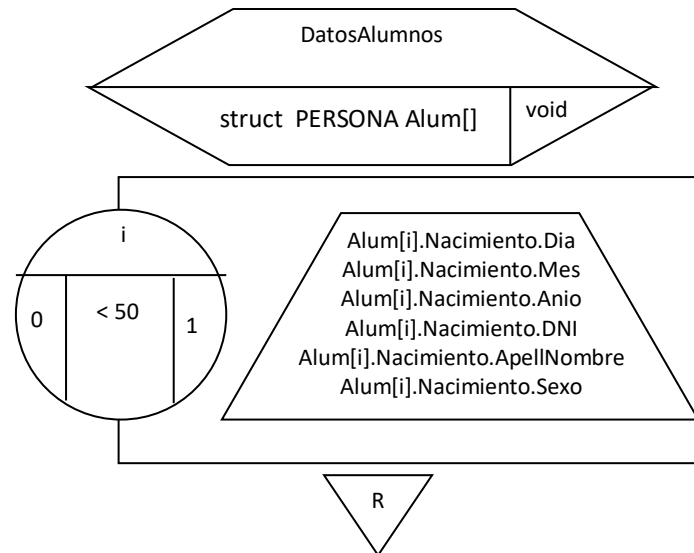 DatosAlumnos
struct PERSONA Alum[]
void
i
0
< 50
1
Alum[i].Nacimiento.Dia
Alum[i].Nacimiento.Mes
Alum[i].Nacimiento.Anio
Alum[i].Nacimiento.DNI
Alum[i].Nacimiento.ApellNombre
Alum[i].Nacimiento.Sexo
R